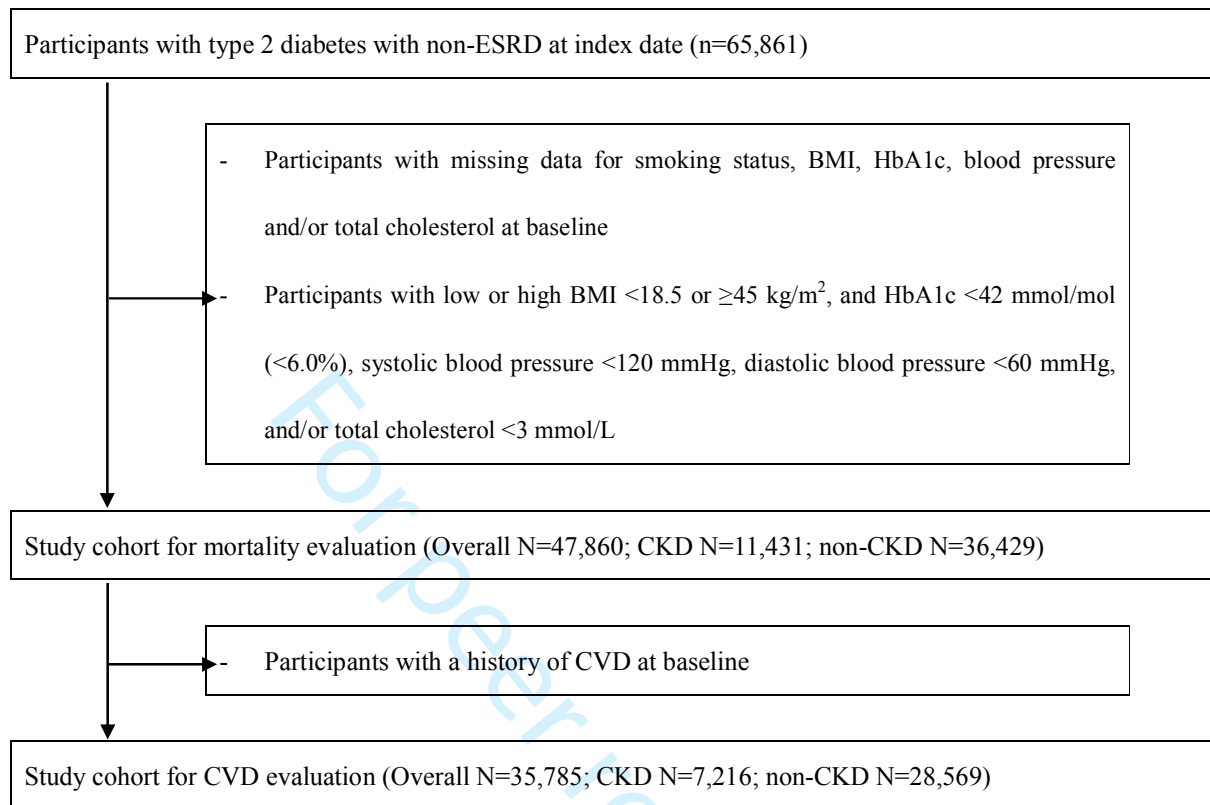 Participants with type 2 diabetes with non-ESRD at index date (n=65,861)
- Participants with missing data for smoking status, BMI, HbA1c, blood pressure
and/or total cholesterol at baseline
- Participants with low or high BMI <18.5 or ≥45 kg/m², and HbA1c <42 mmol/mol
(<6.0%), systolic blood pressure <120 mmHg, diastolic blood pressure <60 mmHg,
and/or total cholesterol <3 mmol/L
Study cohort for mortality evaluation (Overall N=47,860; CKD N=11,431; non-CKD N=36,429)
- Participants with a history of CVD at baseline
Study cohort for CVD evaluation (Overall N=35,785; CKD N=7,216; non-CKD N=28,569)
For peer re